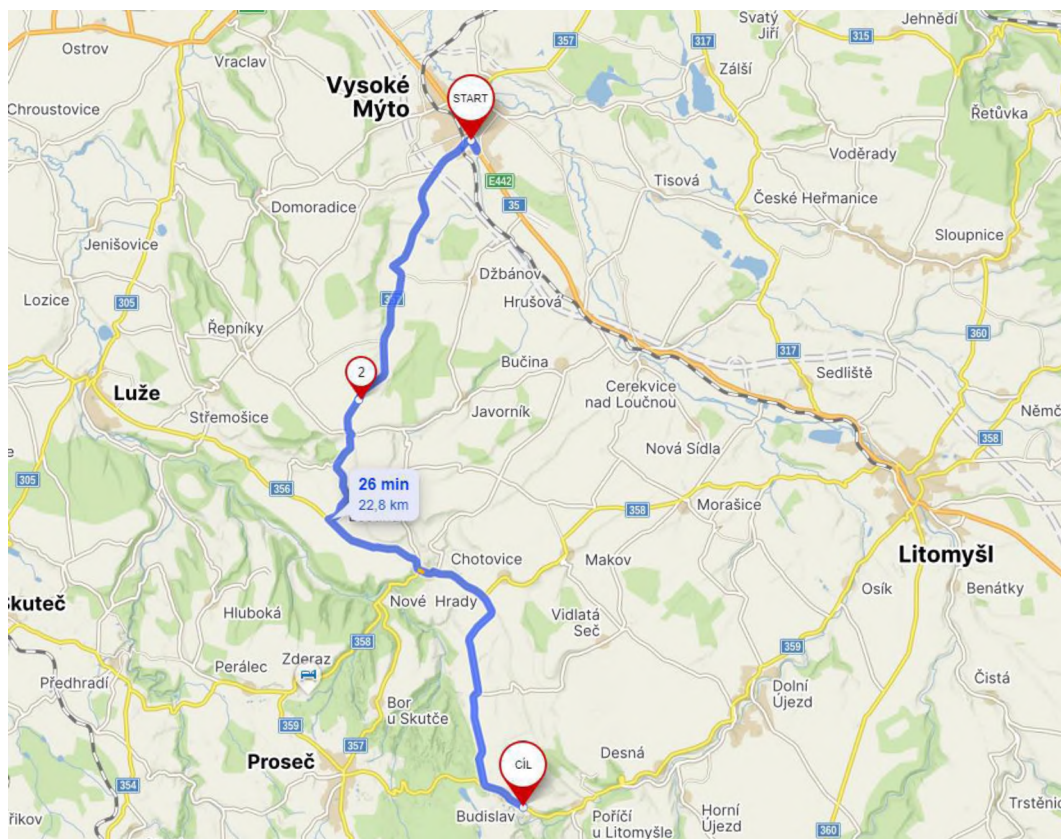 Ostrov
Vraclav
357
317
Svatý
Jiří
315
Jehnědí
Vysoké
Mýto
START
Zálší
Chroustovice
Řetůvka
Voděrady
E442
Tisová
České Heřmanice
35
Domoradice
Sloupnice
Jenišovice
Džbánov
Hrušová
Lozice
305
360
Řepníky
317
Bučina
Sedliště
2
Luže
Cerekvice
nad Loučnou
Javorník
Střemošice
Němč
358
Nová Sídla
305
356
26 min
22,8 km
358
Morašice
Litomyšl
Chotovice
Makov
Osík
Benátky
Skuteč
Nové Hrady
Hluboká
Vidlatá
Seč
358
359
Perálec
Zderaz
Předhradí
Čistá
Dolní
Újezd
Bor
u Skutče
359
357
Proseč
CÍL
Desná
354
Budislav
Poříčí
u Litomyšle
Horní
Újezd
Trstěnic
360
řikov